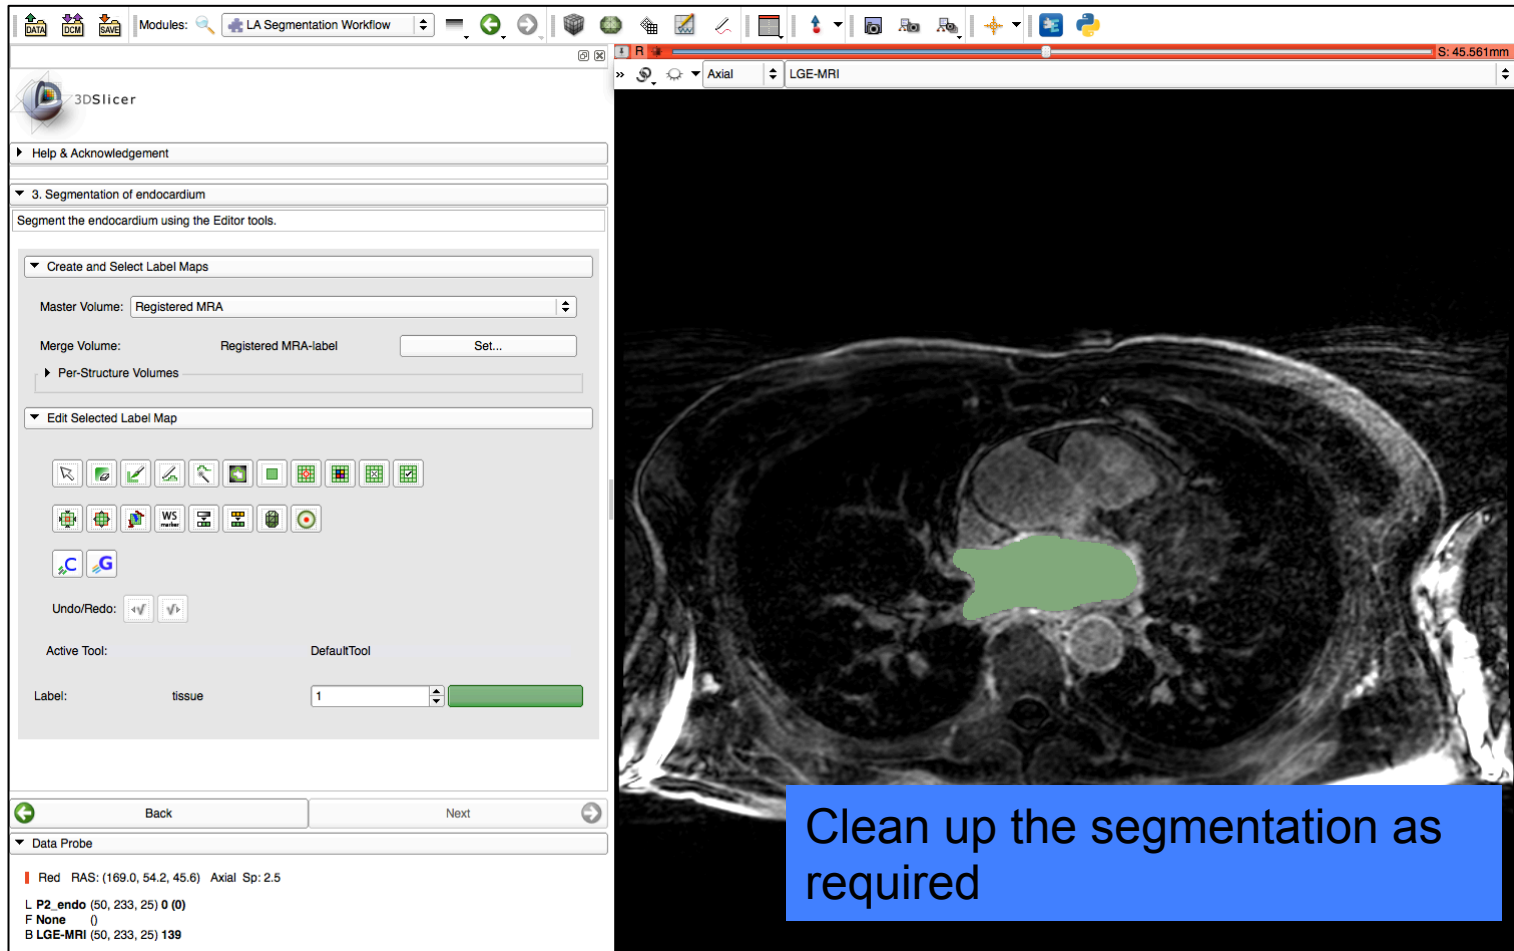 DATA
DCM
SAVE
Modules:
LA Segmentation Workflow
R
S: 45.561mm
Axial
LGE-MRI
3DSlicer
Help & Acknowledgement
3. Segmentation of endocardium
Segment the endocardium using the Editor tools.
Create and Select Label Maps
Master Volume: Registered MRA
Merge Volume: Registered MRA-label Set...
Per-Structure Volumes
Edit Selected Label Map
WS
marker
C G
Undo/Redo:
Active Tool: DefaultTool
Label: tissue 1
Back Next
Data Probe
Red RAS: (169.0, 54.2, 45.6) Axial Sp: 2.5
L P2_endo (50, 233, 25) 0 (0)
F None ()
B LGE-MRI (50, 233, 25) 139
Clean up the segmentation as
required